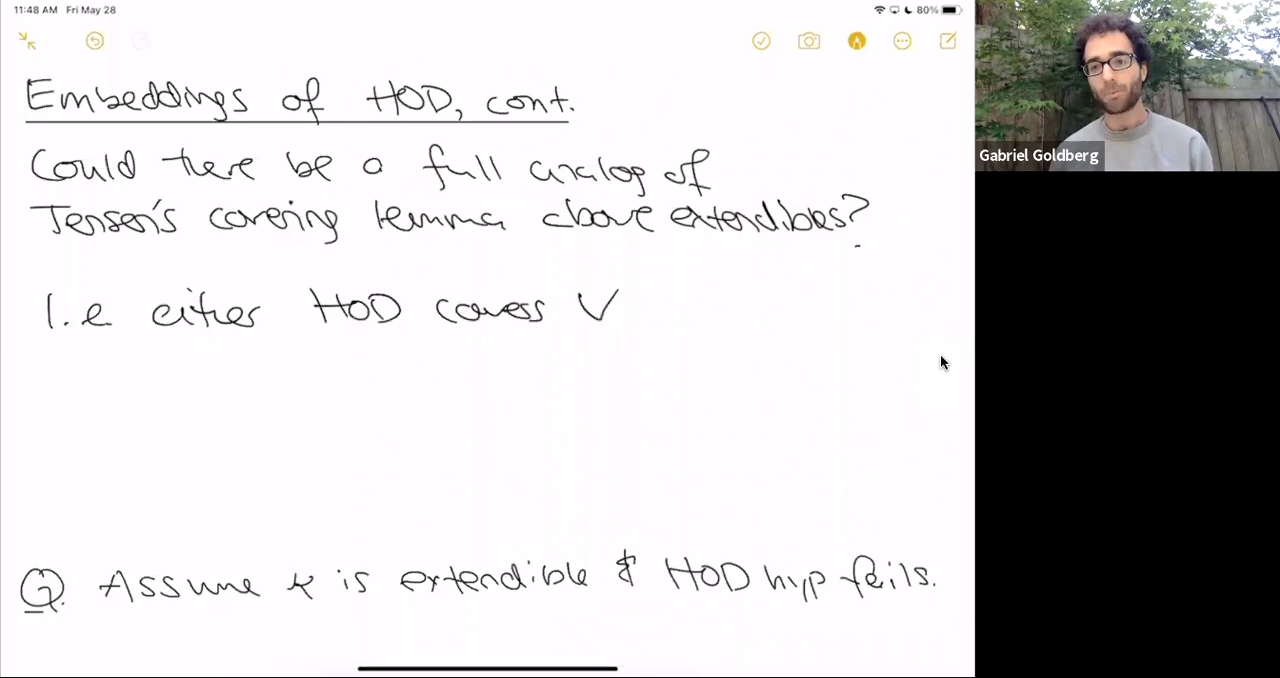 11:48 AM Fri May 28
80%
Embeddings of HOD, cont.
Could there be a full analog of
Jensen's covering lemma above extendibles?
I.e. either HOD covers V
Q. Assume κ is extendible & HOD hyp fails.
Gabriel Goldberg